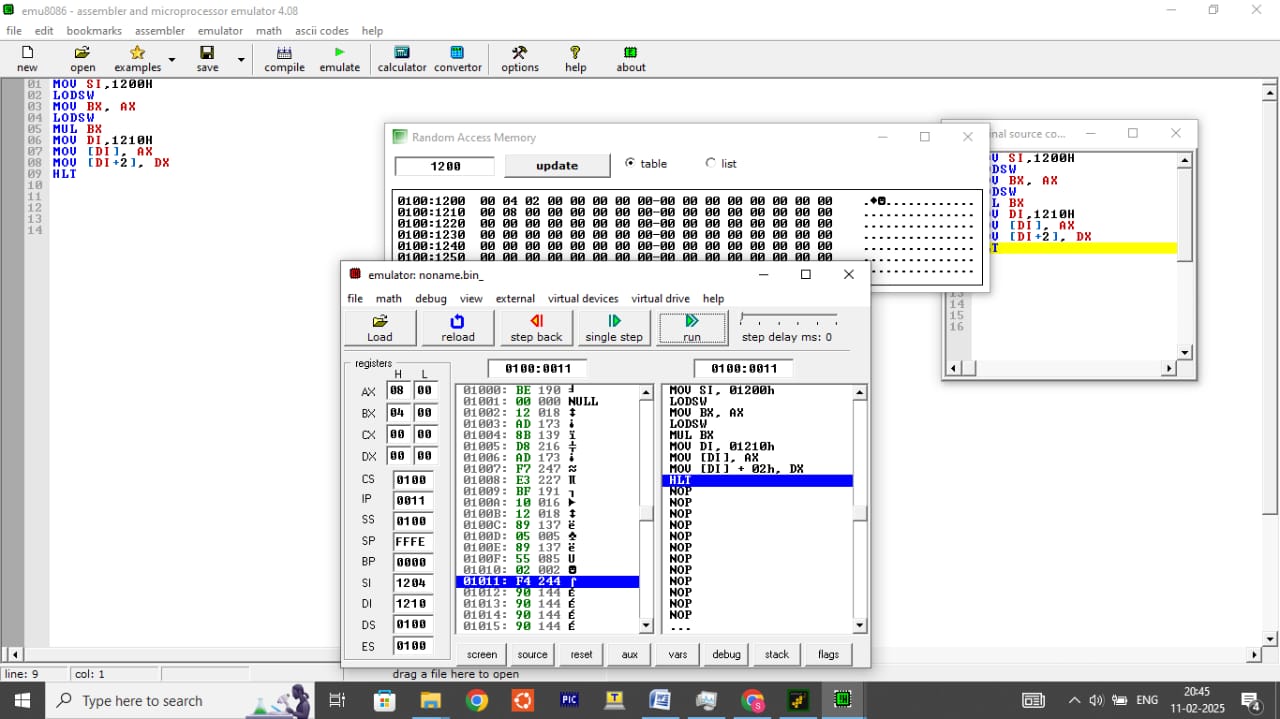 emu8086 - assembler and microprocessor emulator 4.08
file edit bookmarks assembler emulator math ascii codes help
new open examples save compile emulate calculator convertor options help about
01 MOV SI,1200H
02 LODSW
03 MOV BX, AX
04 LODSW
05 MUL BX
06 MOV DI,1210H
07 MOV [DI], AX
08 MOV [DI+2], DX
09 HLT
10
11
12
13
14
Random Access Memory
1200 update table list
0100:1200 00 04 02 00 00 00 00 00-00 00 00 00 00 00 00 00
0100:1210 00 08 00 00 00 00 00 00-00 00 00 00 00 00 00 00
0100:1220 00 00 00 00 00 00 00 00-00 00 00 00 00 00 00 00
0100:1230 00 00 00 00 00 00 00 00-00 00 00 00 00 00 00 00
0100:1240 00 00 00 00 00 00 00 00-00 00 00 00 00 00 00 00
0100:1250 00 00 00 00 00 00 00 00-00 00 00 00 00 00 00 00
nal source co...
SI,1200H
DSW
BX, AX
DSW
L BX
DI,1210H
[DI], AX
[DI+2], DX
T
13
14
15
16
emulator: noname.bin_
file math debug view external virtual devices virtual drive help
Load reload step back single step run step delay ms: 0
registers
H L
AX 08 00
BX 04 00
CX 00 00
DX 00 00
CS 0100
IP 0011
SS 0100
SP FFFE
BP 0000
SI 1204
DI 1210
DS 0100
ES 0100
0100:0011
01000: BE 190 ╛
01001: 00 000 NULL
01002: 12 018 ↕
01003: AD 173 ¡
01004: 8B 139 ï
01005: D8 216 ╪
01006: AD 173 ¡
01007: F7 247 ≈
01008: E3 227 π
01009: BF 191 ┐
0100A: 10 016 ►
0100B: 12 018 ↕
0100C: 89 137 ë
0100D: 05 005 ♣
0100E: 89 137 ë
0100F: 55 085 U
01010: 02 002 ☻
01011: F4 244 ⌠
01012: 90 144 É
01013: 90 144 É
01014: 90 144 É
01015: 90 144 É
0100:0011
MOV SI, 01200h
LODSW
MOV BX, AX
LODSW
MUL BX
MOV DI, 01210h
MOV [DI], AX
MOV [DI] + 02h, DX
HLT
NOP
NOP
NOP
NOP
NOP
NOP
NOP
NOP
NOP
NOP
NOP
NOP
...
screen source reset aux vars debug stack flags
line: 9 col: 1 drag a file here to open
Type here to search
PIC
T
W
S
ENG
20:45
11-02-2025
4